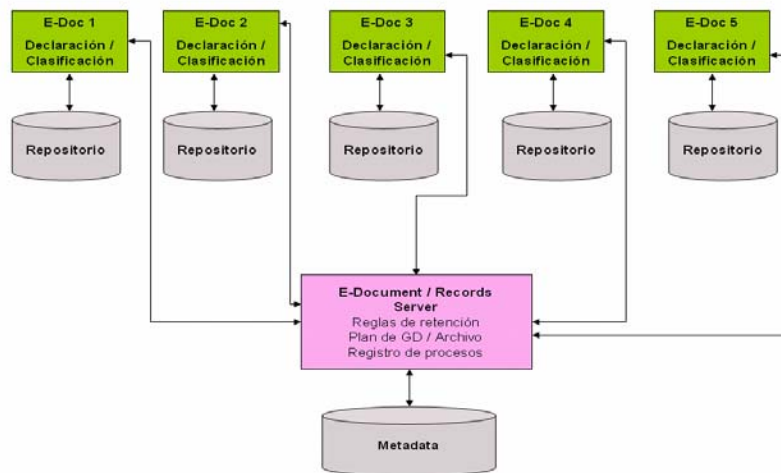 E-Doc 1
Declaración /
Clasificación
E-Doc 2
Declaración /
Clasificación
E-Doc 3
Declaración /
Clasificación
E-Doc 4
Declaración /
Clasificación
E-Doc 5
Declaración /
Clasificación
Repositorio
Repositorio
Repositorio
Repositorio
Repositorio
E-Document / Records
Server
Reglas de retención
Plan de GD / Archivo
Registro de procesos
Metadata